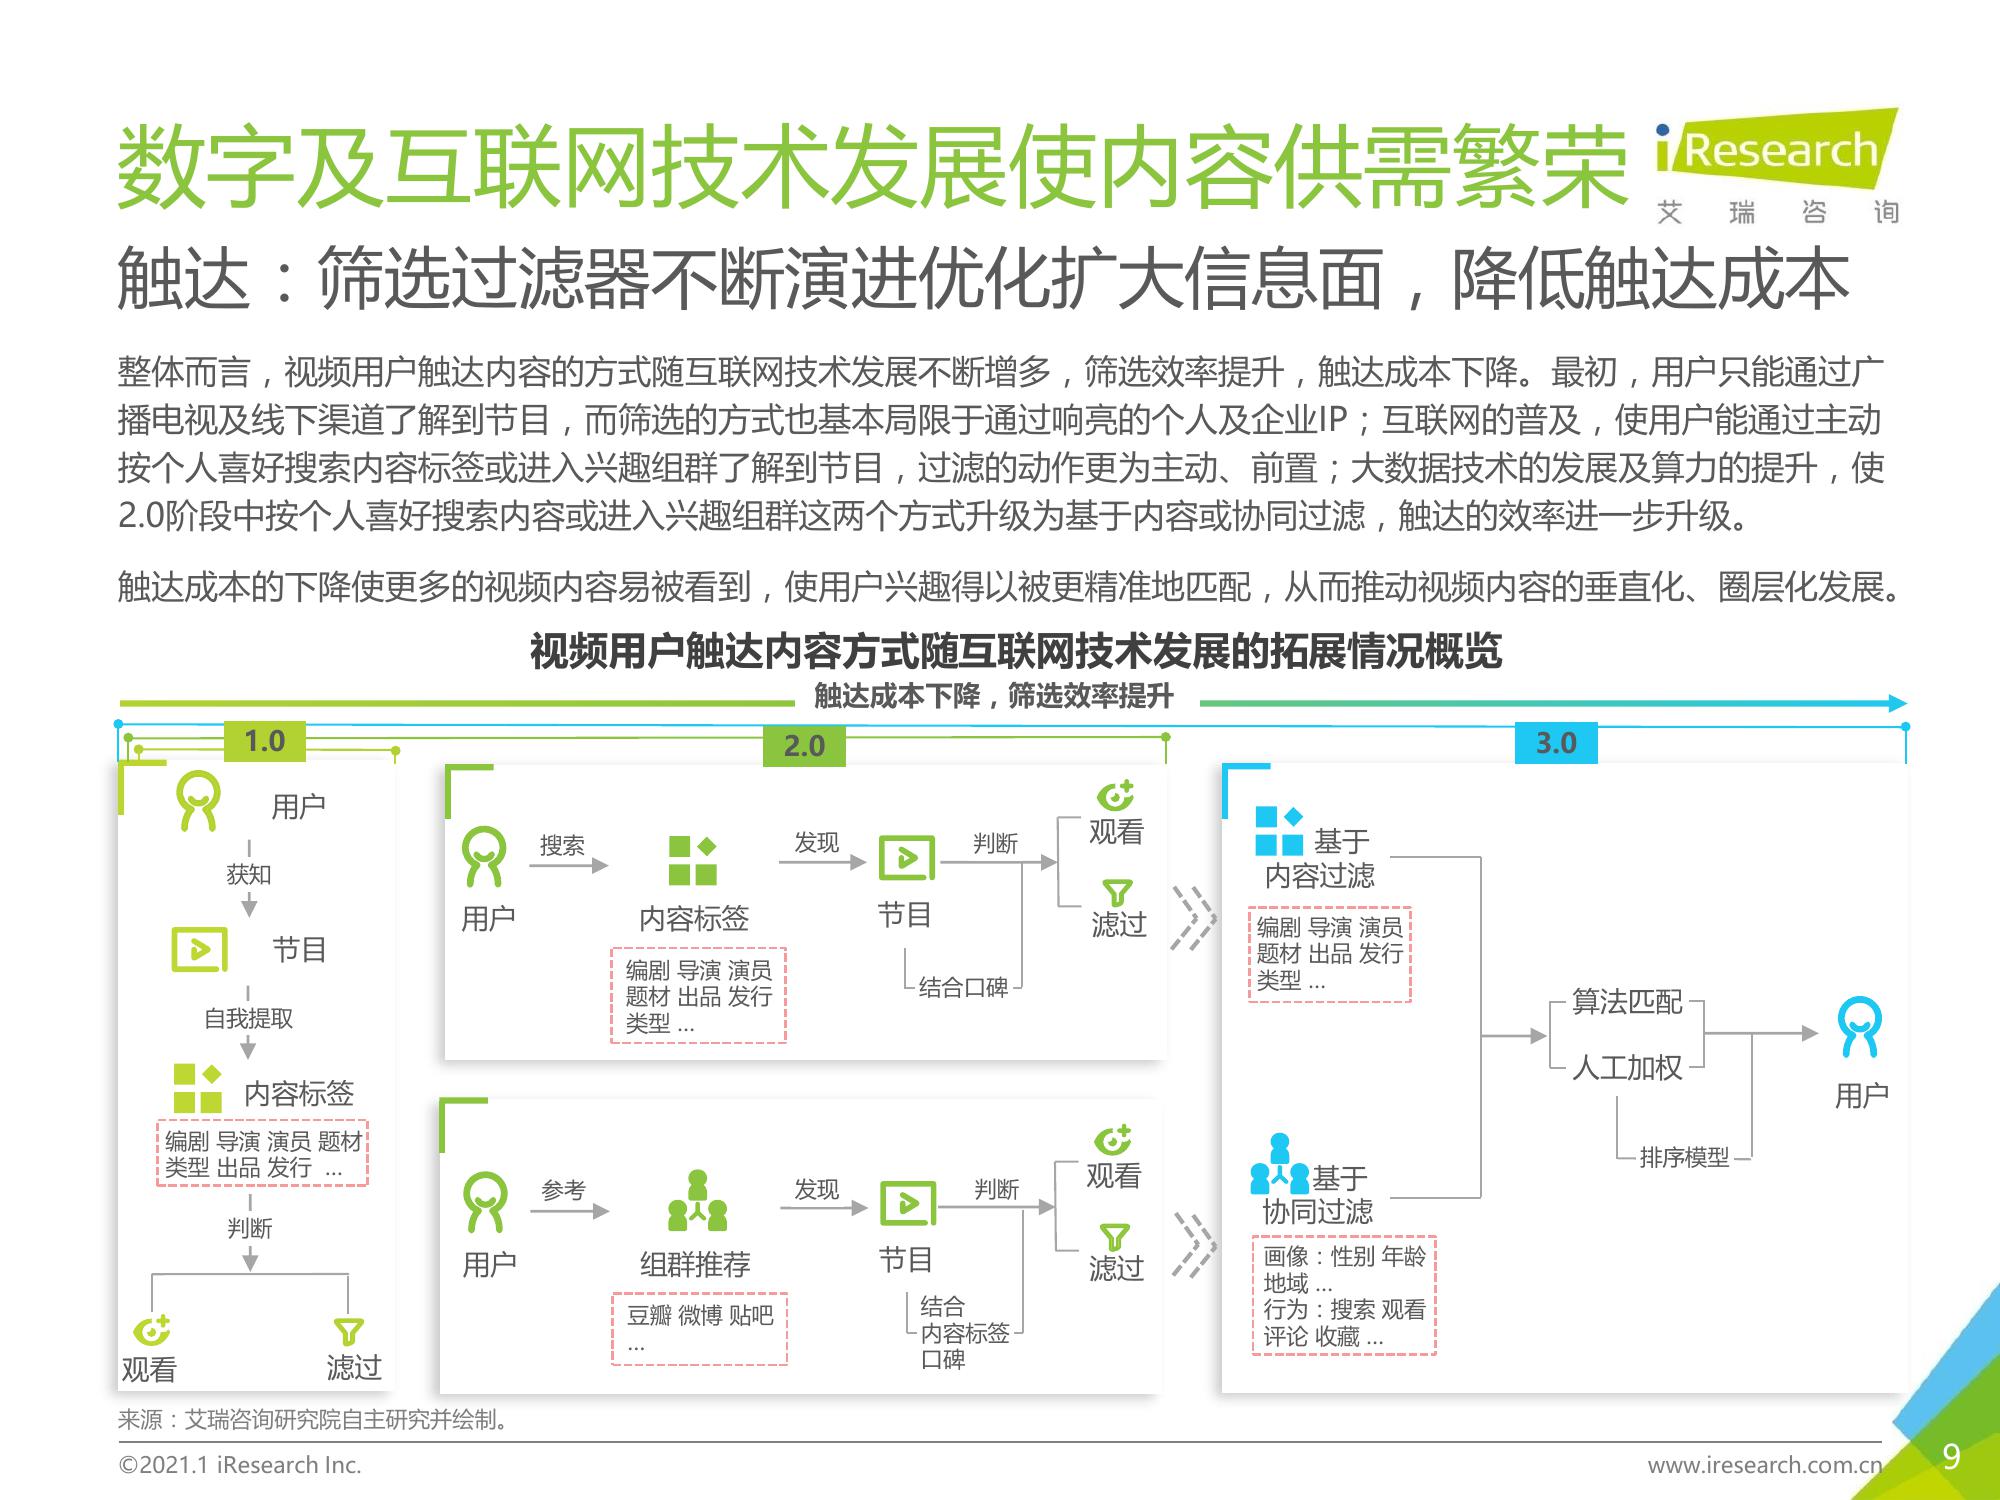 数字及互联网技术发展使内容供需繁荣
iResearch
艾瑞咨询
触达：筛选过滤器不断演进优化扩大信息面，降低触达成本
整体而言，视频用户触达内容的方式随互联网技术发展不断增多，筛选效率提升，触达成本下降。最初，用户只能通过广
播电视及线下渠道了解到节目，而筛选的方式也基本局限于通过响亮的个人及企业IP；互联网的普及，使用户能通过主动
按个人喜好搜索内容标签或进入兴趣组群了解到节目，过滤的动作更为主动、前置；大数据技术的发展及算力的提升，使
2.0阶段中按个人喜好搜索内容或进入兴趣组群这两个方式升级为基于内容或协同过滤，触达的效率进一步升级。
触达成本的下降使更多的视频内容易被看到，使用户兴趣得以被更精准地匹配，从而推动视频内容的垂直化、圈层化发展。
视频用户触达内容方式随互联网技术发展的拓展情况概览
触达成本下降，筛选效率提升
1.0
用户
获知
节目
自我提取
内容标签
编剧 导演 演员 题材
类型 出品 发行 ...
判断
观看
滤过
2.0
用户
搜索
内容标签
编剧 导演 演员
题材 出品 发行
类型 ...
发现
节目
判断
结合口碑
观看
滤过
用户
参考
组群推荐
豆瓣 微博 贴吧
...
发现
节目
判断
结合
内容标签
口碑
观看
滤过
3.0
基于
内容过滤
编剧 导演 演员
题材 出品 发行
类型 ...
基于
协同过滤
画像：性别 年龄
地域 ...
行为：搜索 观看
评论 收藏 ...
算法匹配
人工加权
排序模型
用户
来源：艾瑞咨询研究院自主研究并绘制。
©2021.1 iResearch Inc.
www.iresearch.com.cn
9